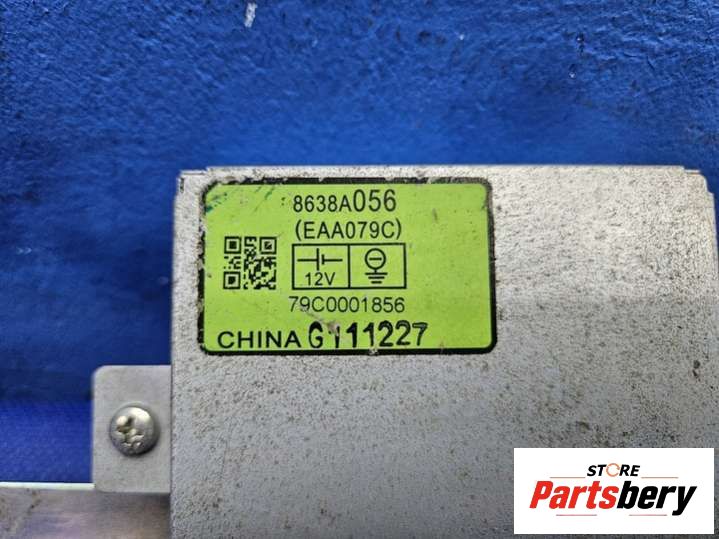 8638A056
(EAA079C)
12V
79C0001856
CHINA G111227
STORE
Partsbery